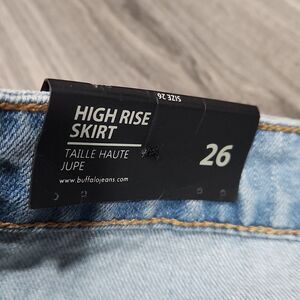 SIZE 26
HIGH RISE
SKIRT
TAILLE HAUTE
JUPE
26
www.buffalojeans.com